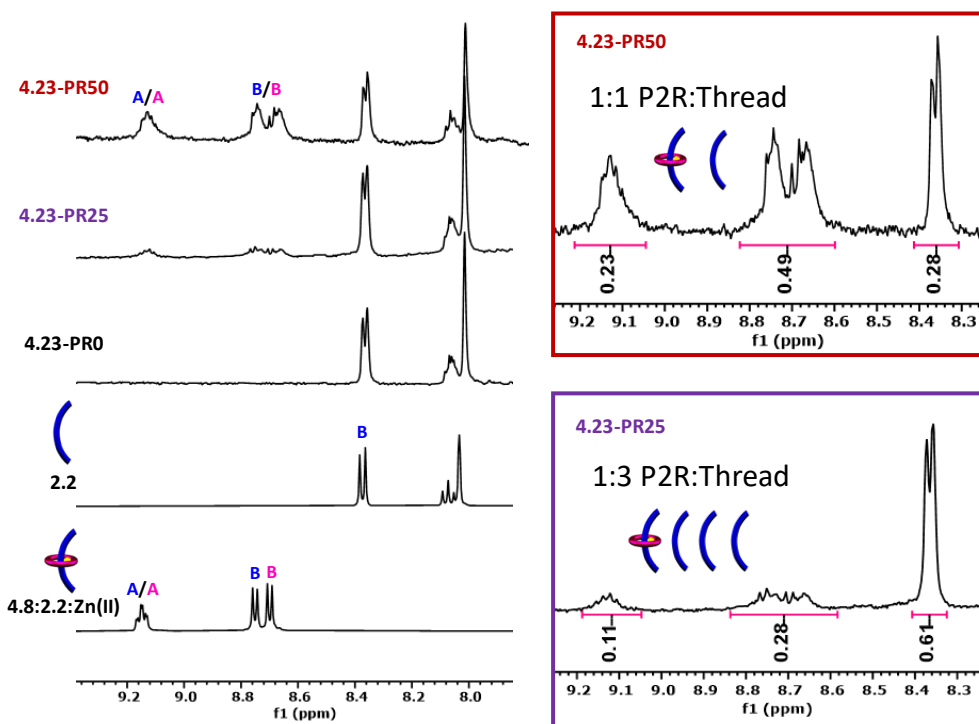 4.23-PR50
A/A
B/B
4.23-PR25
4.23-PR0
B
2.2
A/A
B
B
4.8:2.2:Zn(II)
9.2 9.0 8.8 8.6 8.4 8.2 8.0
f1 (ppm)
4.23-PR50
1:1 P2R:Thread
0.23
0.49
0.28
9.2 9.1 9.0 8.9 8.8 8.7 8.6 8.5 8.4 8.3
f1 (ppm)
4.23-PR25
1:3 P2R:Thread
0.11
0.28
0.61
9.2 9.1 9.0 8.9 8.8 8.7 8.6 8.5 8.4 8.3
f1 (ppm)